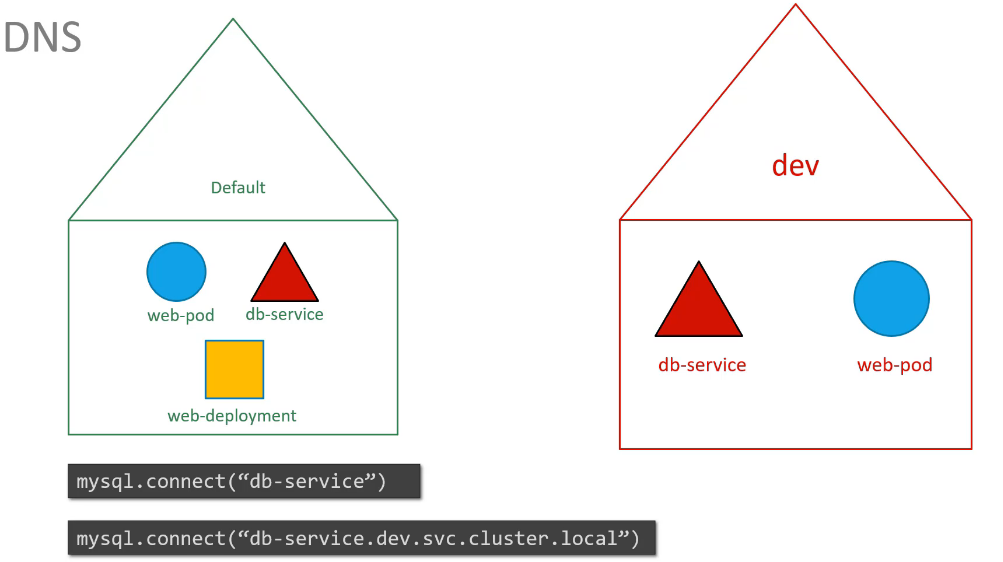 DNS
Default
dev
web-pod
db-service
web-deployment
db-service
web-pod
mysql.connect(“db-service”)
mysql.connect(“db-service.dev.svc.cluster.local”)